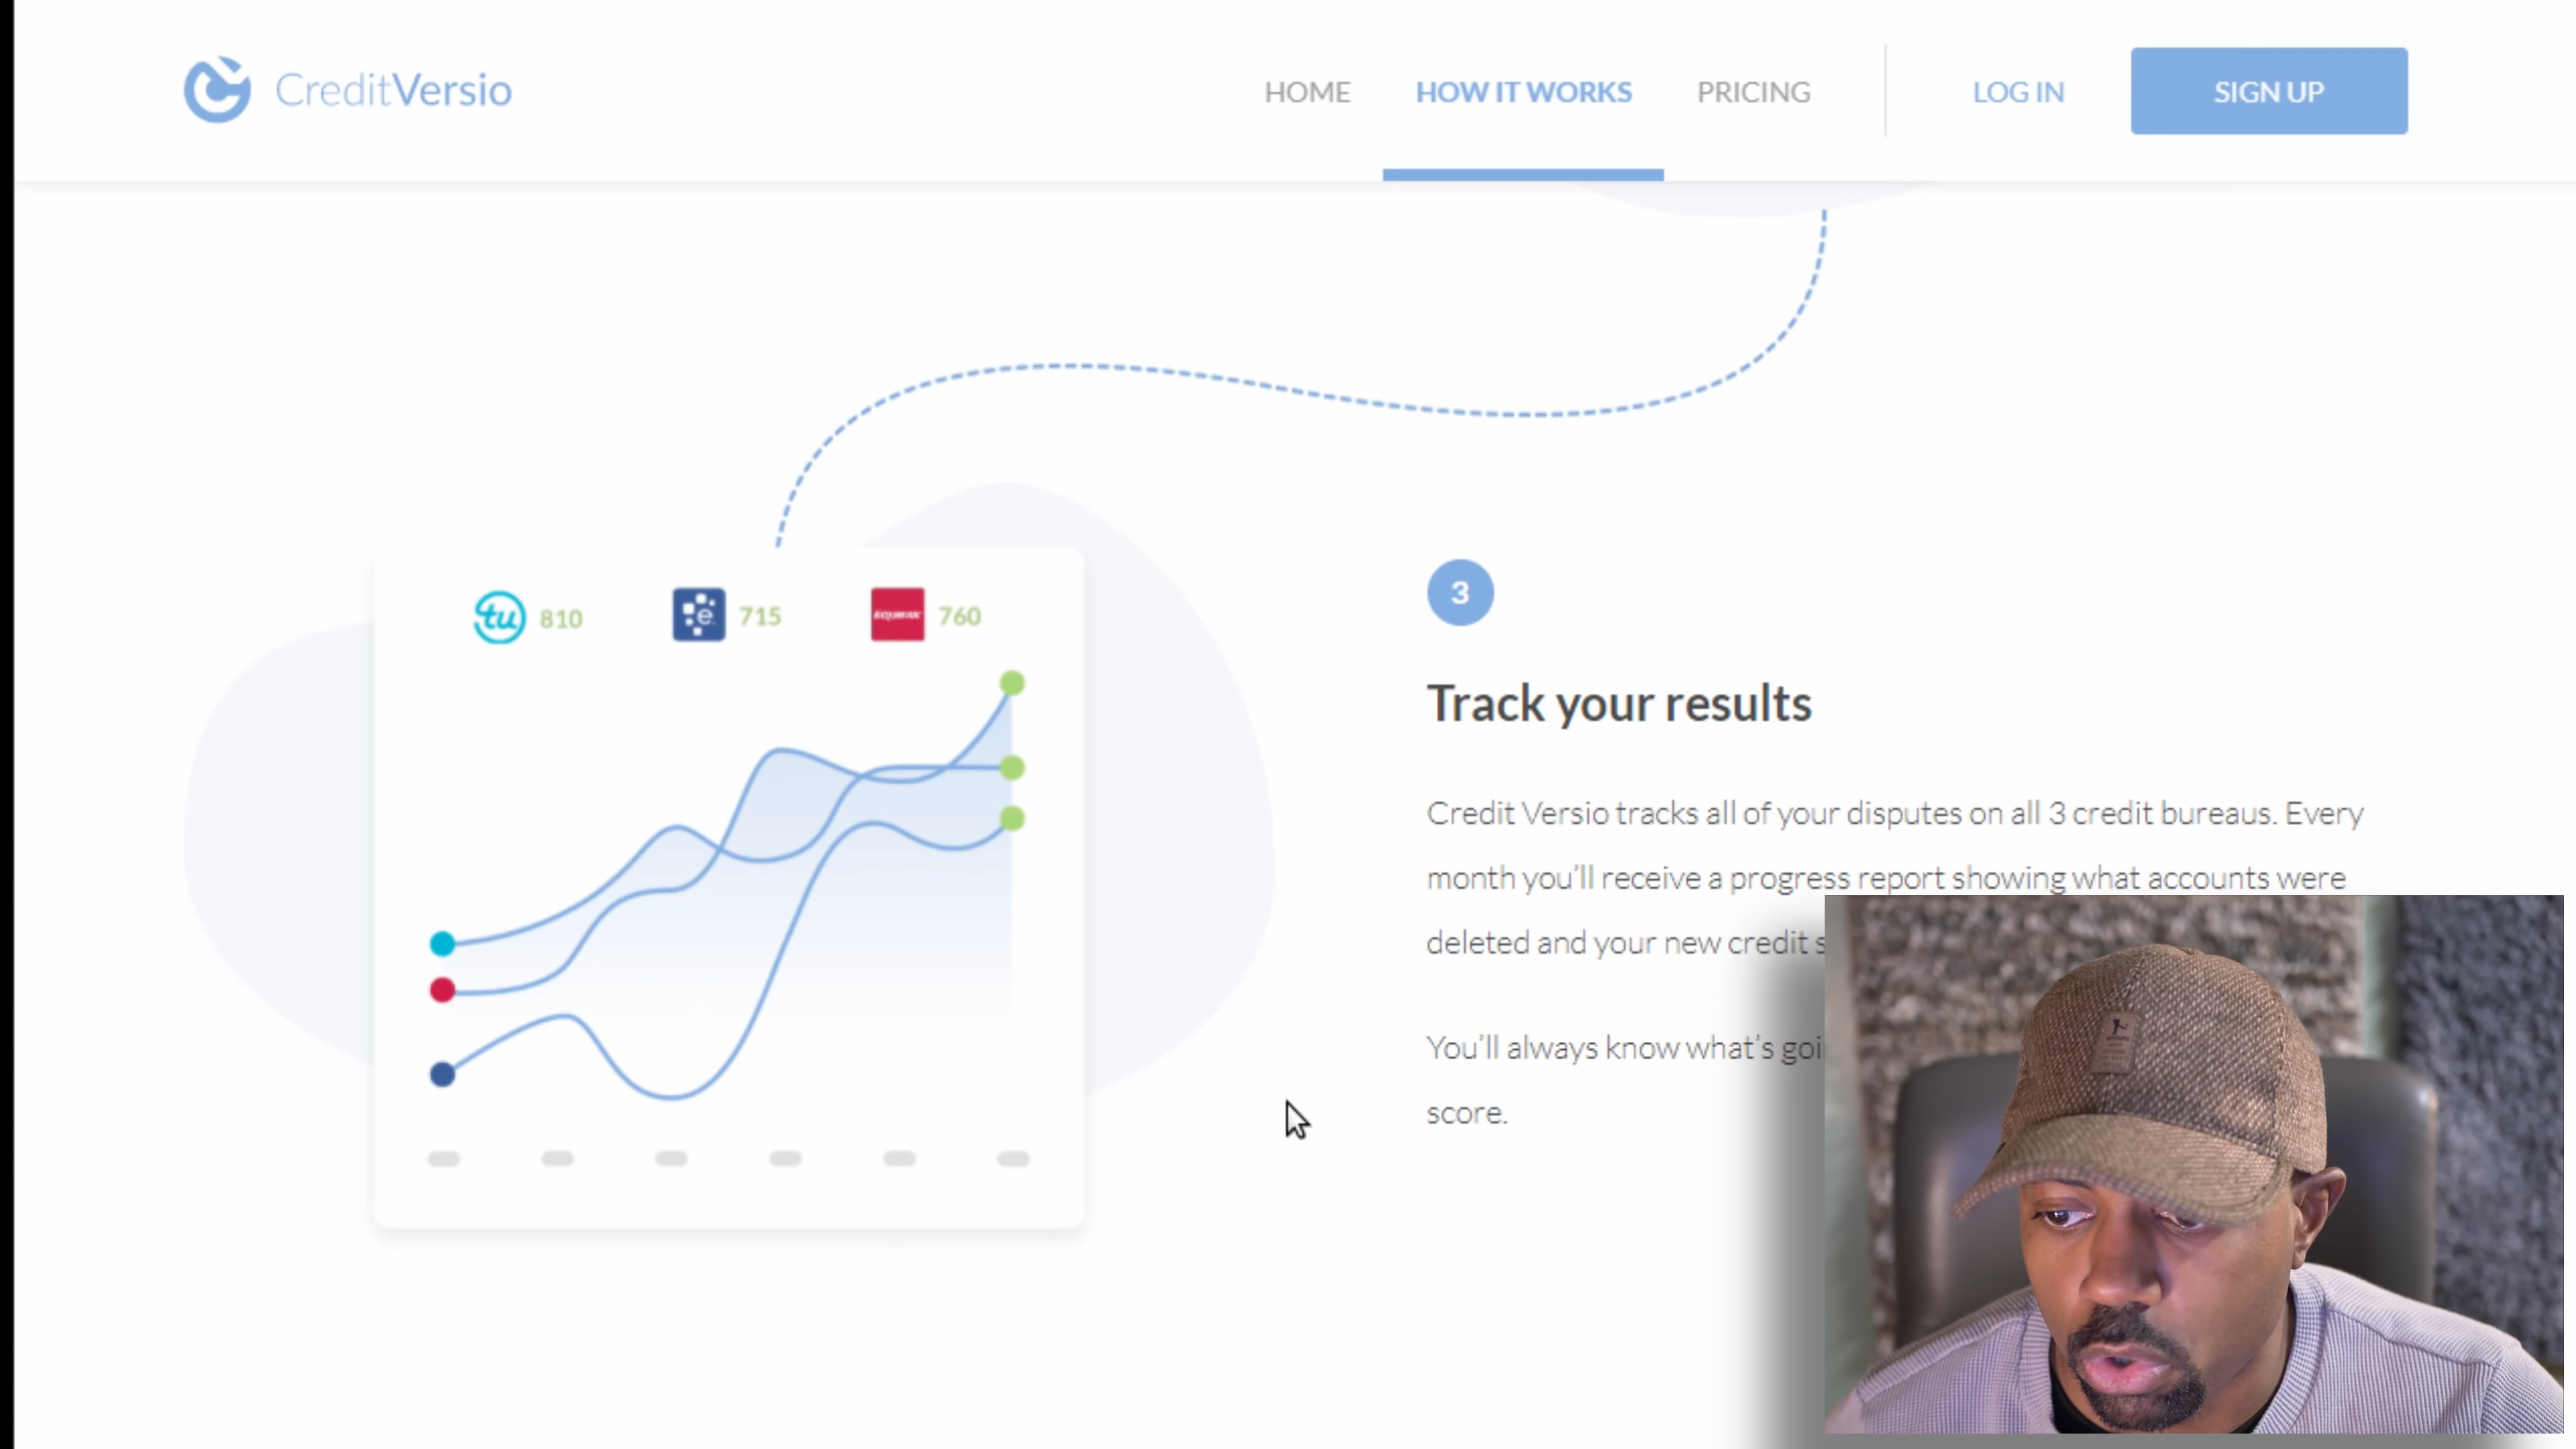 CreditVersio
HOME
HOW IT WORKS
PRICING
LOG IN
SIGN UP
tu 810
e 715
EQUIFAX 760
3
Track your results
Credit Versio tracks all of your disputes on all 3 credit bureaus. Every
month you'll receive a progress report showing what accounts were
deleted and your new credit
You'll always know what's
score.